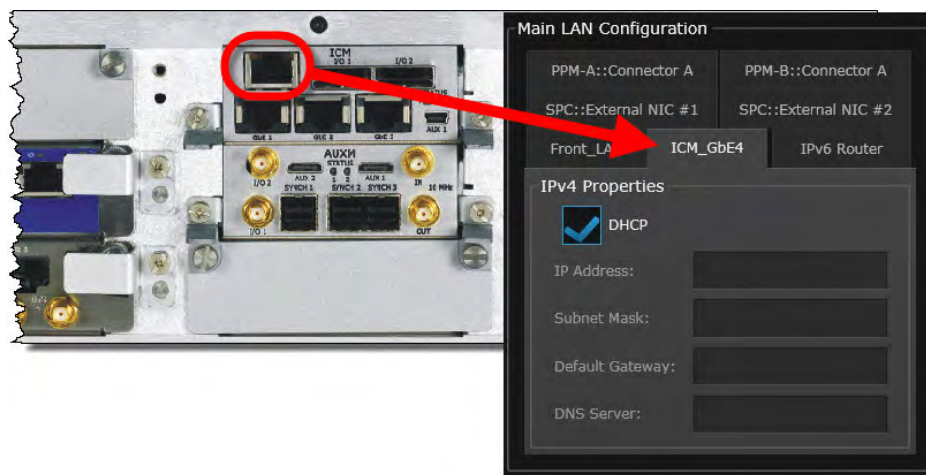 ICM
I/O 1
I/O 2
GbE 1
GbE 2
GbE 3
AUX 1
AUXM
STATUS
1 2
I/O 2
AUX 2
AUX 1
IN
SYNCH 1
SYNCH 2
SYNCH 3
10 MHz
I/O 1
OUT
Main LAN Configuration
PPM-A::Connector A
PPM-B::Connector A
SPC::External NIC #1
SPC::External NIC #2
Front_LA
ICM_GbE4
IPv6 Router
IPv4 Properties
DHCP
IP Address:
Subnet Mask:
Default Gateway:
DNS Server: